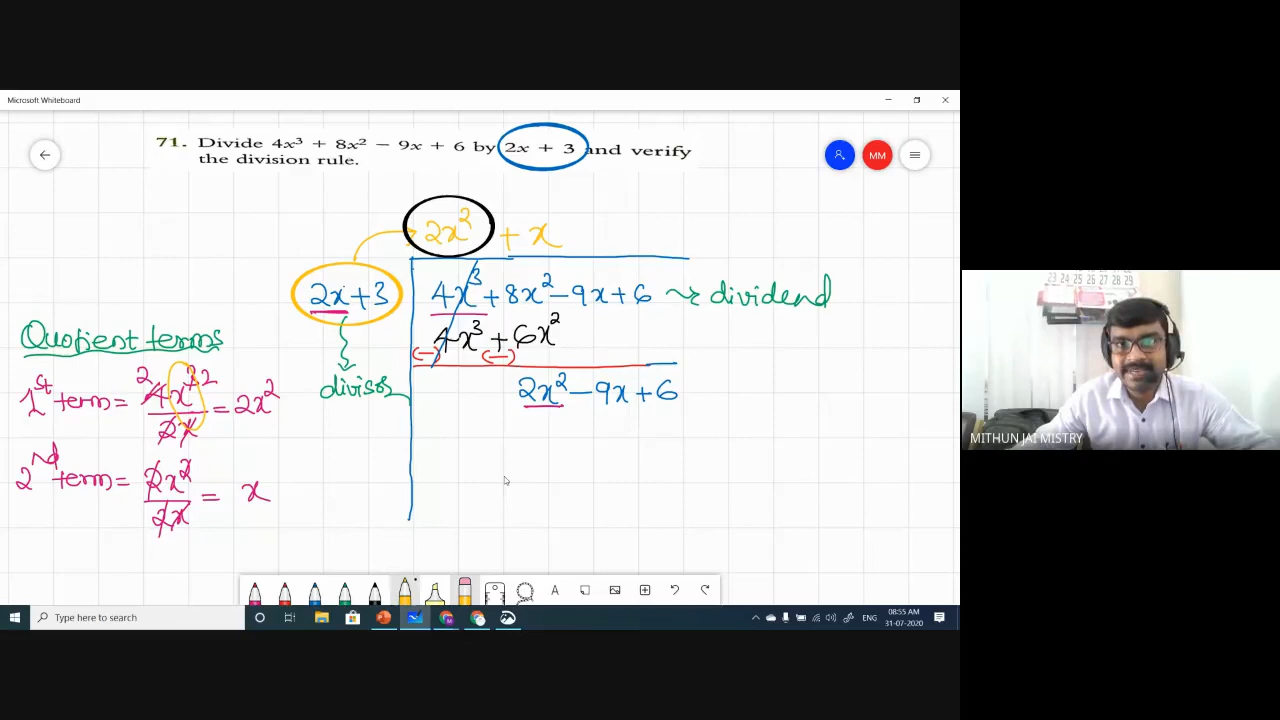 Microsoft Whiteboard
71. Divide 4x³ + 8x² − 9x + 6 by 2x + 3 and verify
the division rule.
MM
2x² + x
2x+3 4x³+8x²-9x+6 ~> dividend
4x³+6x²
(-) (-)
2x²-9x+6
divisor
Quotient terms
1st term = 4x³/2x = 2x²
2 2
2nd term = 2x²/2x = x
MITHUN JAI MISTRY
Type here to search
ENG
08:55 AM
31-07-2020